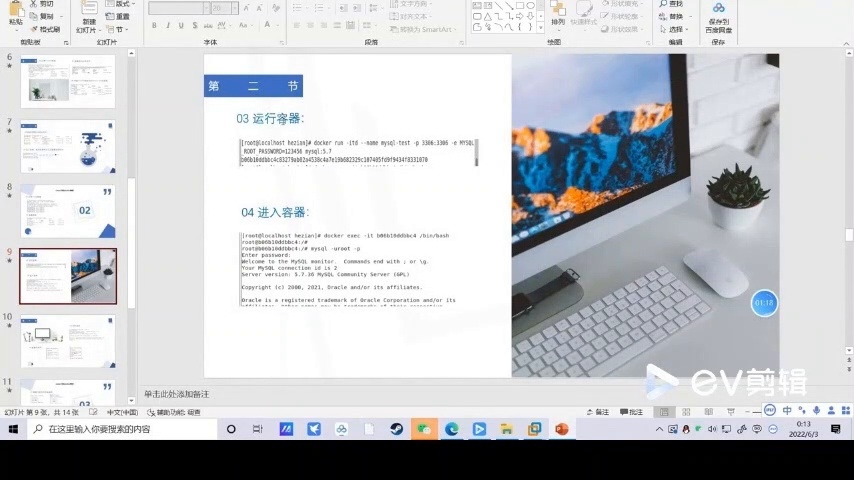 剪切
复制
格式刷
粘贴
剪贴板
新建
幻灯片
版式
重置
节
幻灯片
字体
文字方向
对齐文本
转换为 SmartArt
段落
排列
快速样式
形状填充
形状轮廓
形状效果
绘图
查找
替换
选择
编辑
保存到
百度网盘
保存
6
7
8
02
9
10
11
第 二 节
03 运行容器:
[root@localhost hezian]# docker run -itd --name mysql-test -p 3306:3306 -e MYSQL
_ROOT_PASSWORD=123456 mysql:5.7
04 进入容器:
[root@localhost hezian]# docker exec -it b06b10ddbbc4 /bin/bash
root@b06b10ddbbc4:/#
root@b06b10ddbbc4:/# mysql -uroot -p
Enter password:
Welcome to the MySQL monitor.  Commands end with ; or \g.
Your MySQL connection id is 2
Server version: 5.7.36 MySQL Community Server (GPL)
Copyright (c) 2000, 2021, Oracle and/or its affiliates.
Oracle is a registered trademark of Oracle Corporation and/or its
01:18
EV剪辑
单击此处添加备注
幻灯片 第 9 张，共 14 张
中文(中国)
辅助功能: 调查
备注
批注
中
在这里输入你要搜索的内容
0:13
2022/6/3